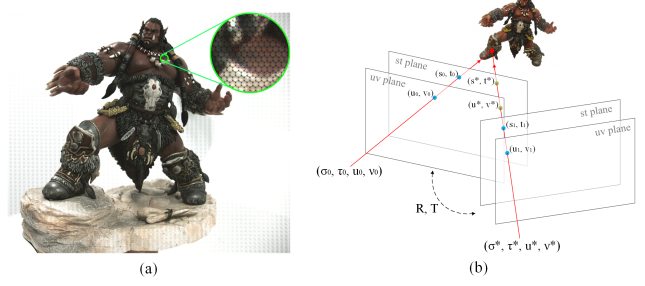 st plane
uv plane
(s₀, t₀)
(s*, t*)
(u₀, v₀)
(u*, v*)
st plane
uv plane
(s₁, t₁)
(u₁, v₁)
(σ₀, τ₀, u₀, v₀)
R, T
(σ*, τ*, u*, v*)
(a)
(b)